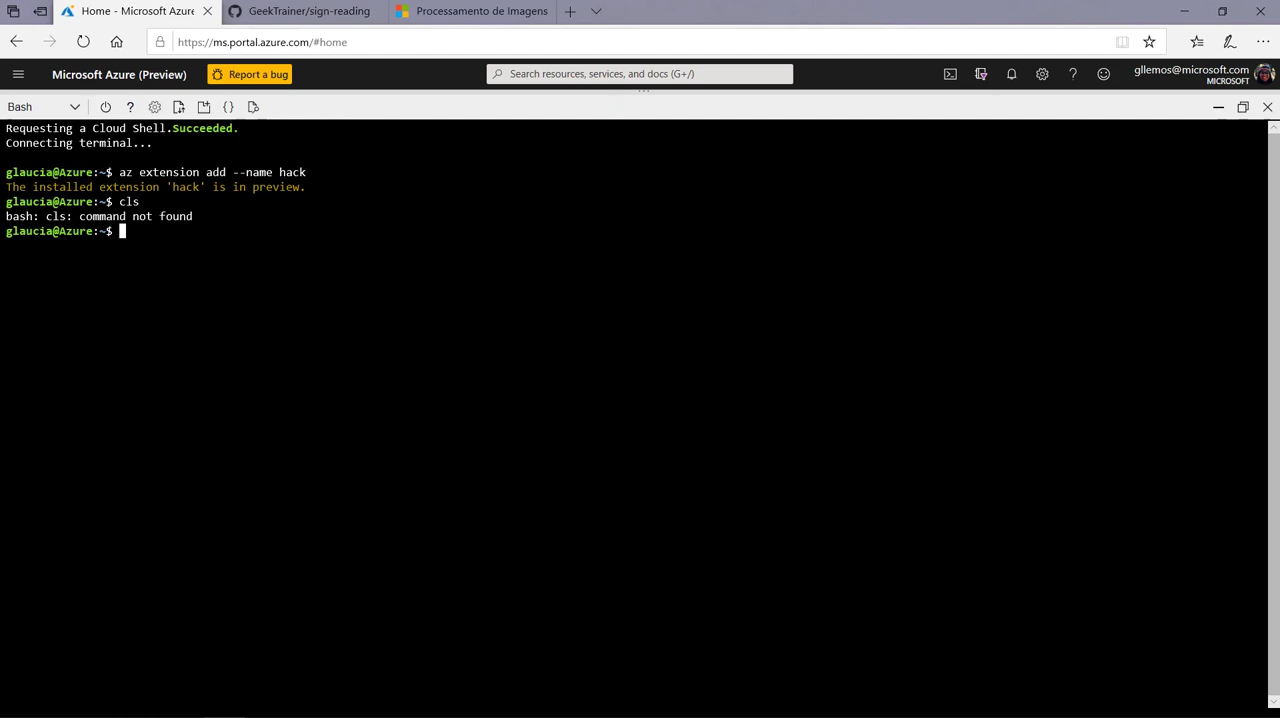 Home - Microsoft Azure
GeekTrainer/sign-reading
Processamento de Imagens
https://ms.portal.azure.com/#home
Microsoft Azure (Preview)
Report a bug
Search resources, services, and docs (G+/)
gllemos@microsoft.com
MICROSOFT
Bash
Requesting a Cloud Shell.Succeeded.
Connecting terminal...
glaucia@Azure:~$ az extension add --name hack
The installed extension 'hack' is in preview.
glaucia@Azure:~$ cls
bash: cls: command not found
glaucia@Azure:~$